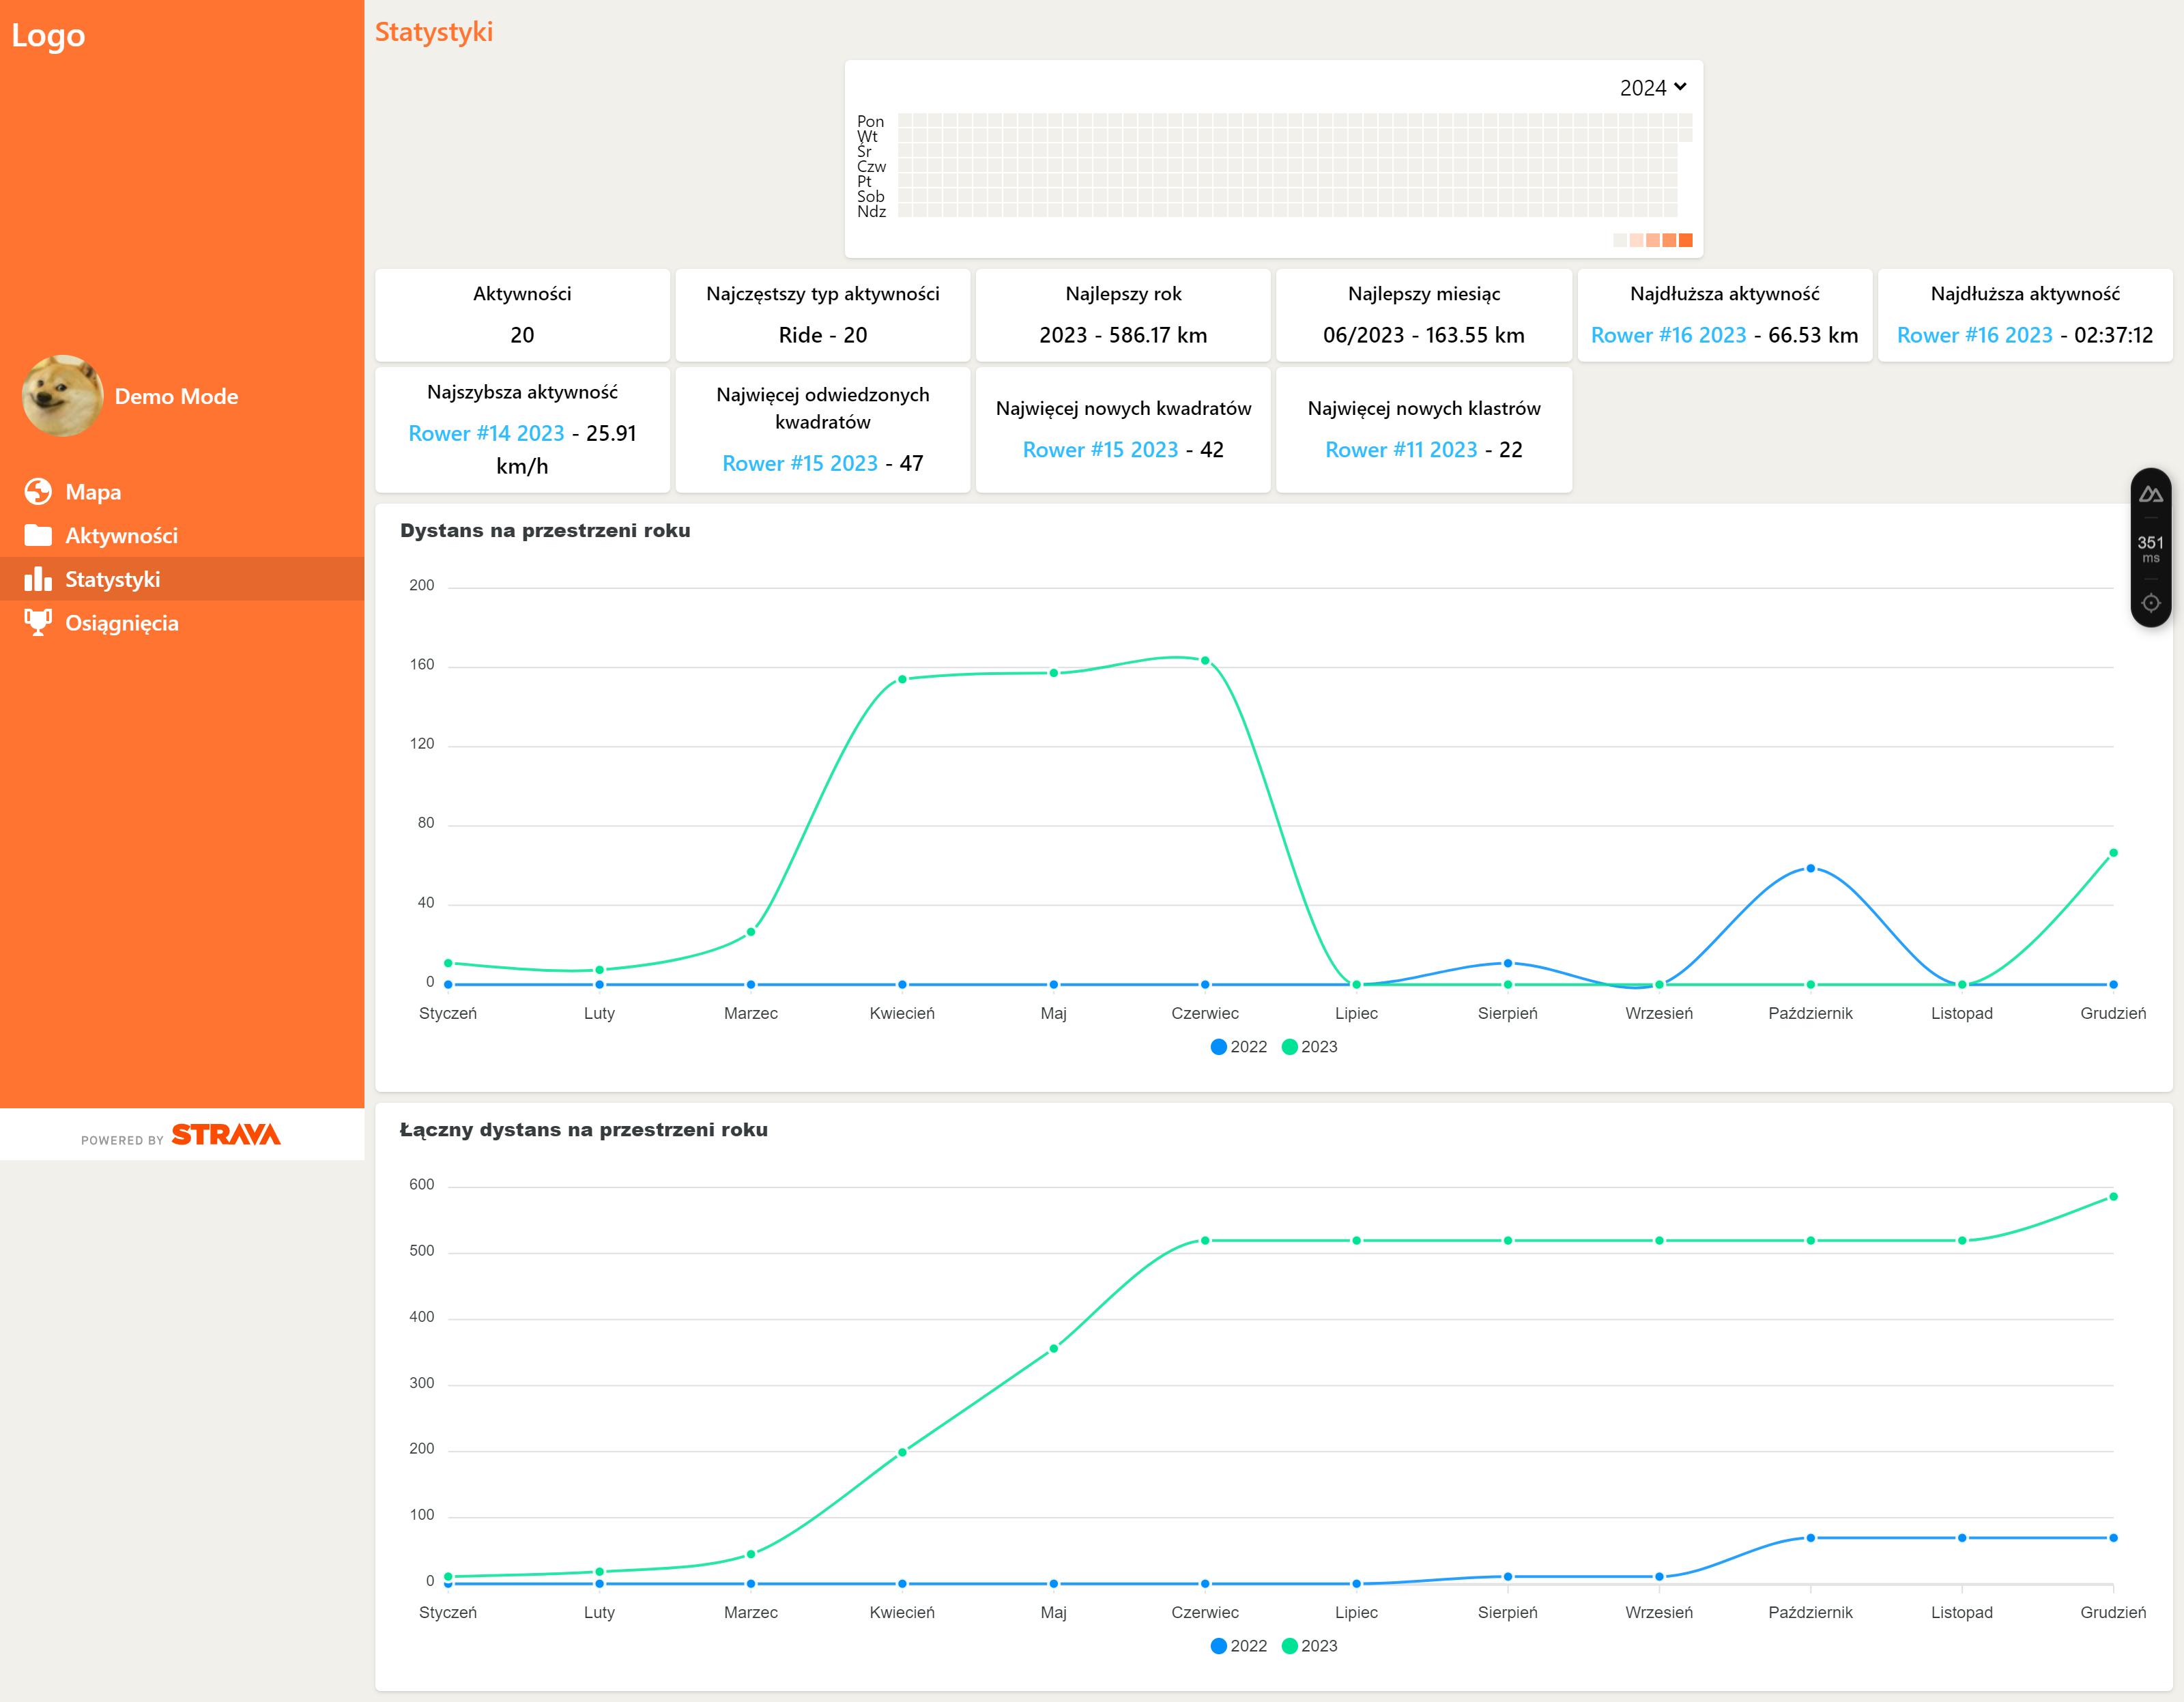 Logo
Demo Mode
Mapa
Aktywności
Statystyki
Osiągnięcia
POWERED BY STRAVA
Statystyki
2024
Pon
Wt
Śr
Czw
Pt
Sob
Ndz
Aktywności
20
Najczęstszy typ aktywności
Ride - 20
Najlepszy rok
2023 - 586.17 km
Najlepszy miesiąc
06/2023 - 163.55 km
Najdłuższa aktywność
Rower #16 2023 - 66.53 km
Najdłuższa aktywność
Rower #16 2023 - 02:37:12
Najszybsza aktywność
Rower #14 2023 - 25.91
km/h
Najwięcej odwiedzonych
kwadratów
Rower #15 2023 - 47
Najwięcej nowych kwadratów
Rower #15 2023 - 42
Najwięcej nowych klastrów
Rower #11 2023 - 22
351
ms
Dystans na przestrzeni roku
200
160
120
80
40
0
Styczeń Luty Marzec Kwiecień Maj Czerwiec Lipiec Sierpień Wrzesień Październik Listopad Grudzień
2022 2023
Łączny dystans na przestrzeni roku
600
500
400
300
200
100
0
Styczeń Luty Marzec Kwiecień Maj Czerwiec Lipiec Sierpień Wrzesień Październik Listopad Grudzień
2022 2023